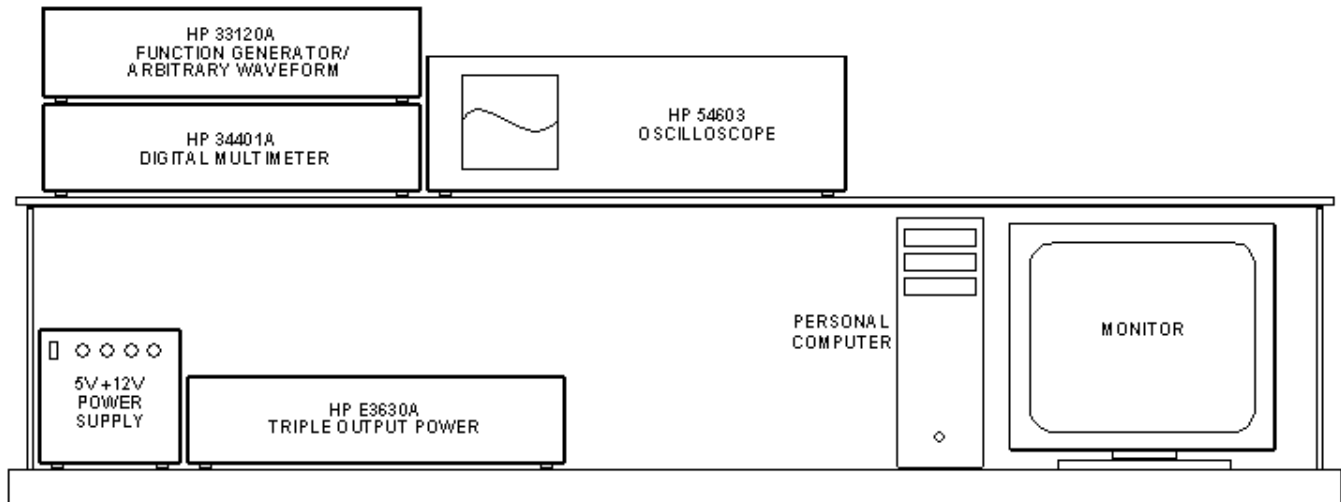 HP 33120A
FUNCTION GENERATOR/
ARBITRARY WAVEFORM
HP 34401A
DIGITAL MULTIMETER
HP 54603
OSCILLOSCOPE
5V +12V
POWER
SUPPLY
HP E3630A
TRIPLE OUTPUT POWER
PERSONAL
COMPUTER
MONITOR